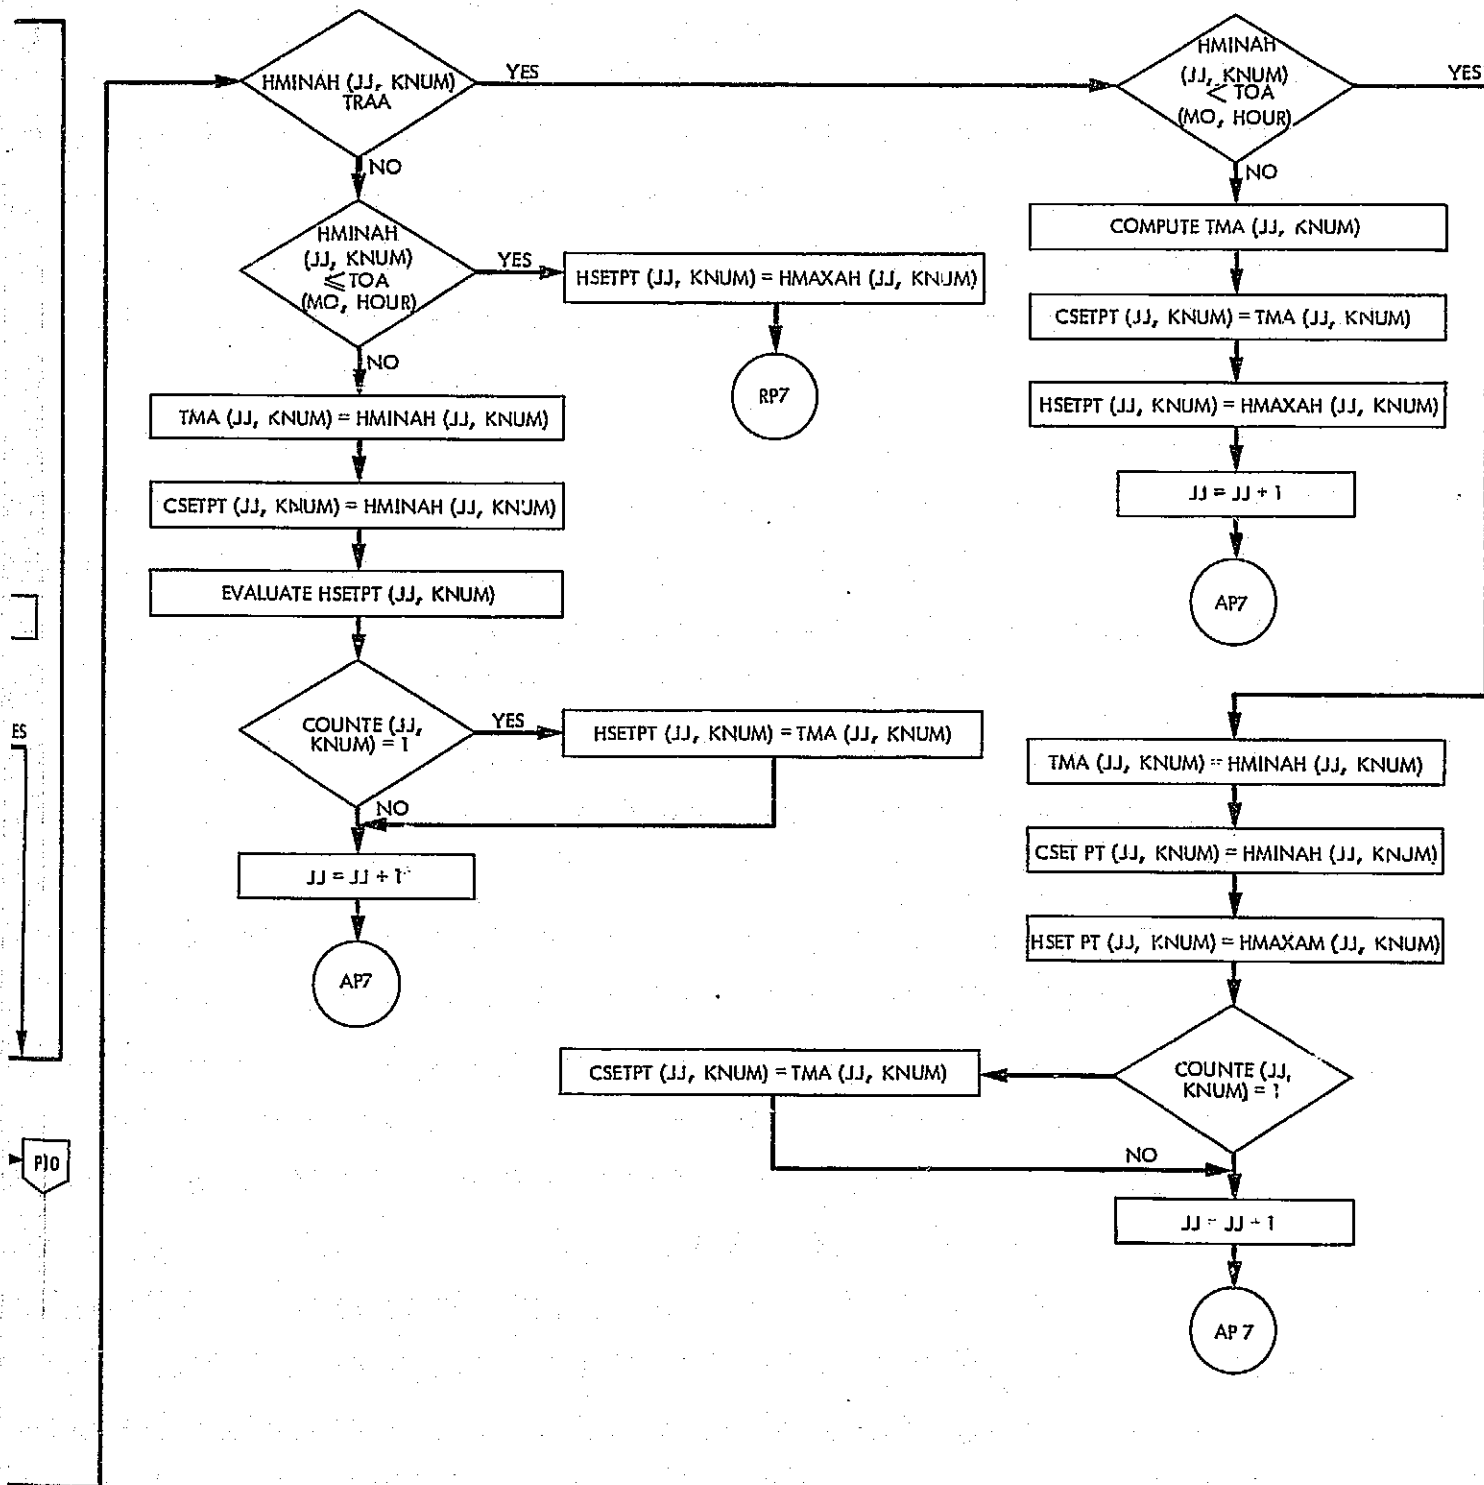 HMINAH (JJ, KNUM)
TRAA
YES
NO
HMINAH
(JJ, KNUM)
< TOA
(MO, HOUR)
YES
NO
HMINAH
(JJ, KNUM)
⩽ TOA
(MO, HOUR)
YES
NO
HSETPT (JJ, KNUM) = HMAXAH (JJ, KNUM)
RP7
COMPUTE TMA (JJ, KNUM)
CSETPT (JJ, KNUM) = TMA (JJ, KNUM)
HSETPT (JJ, KNUM) = HMAXAH (JJ, KNUM)
JJ = JJ + 1
AP7
TMA (JJ, KNUM) = HMINAH (JJ, KNUM)
CSETPT (JJ, KNUM) = HMINAH (JJ, KNUM)
EVALUATE HSETPT (JJ, KNUM)
COUNTE (JJ,
KNUM) = 1
YES
NO
HSETPT (JJ, KNUM) = TMA (JJ, KNUM)
JJ = JJ + 1
AP7
ES
P10
TMA (JJ, KNUM) = HMINAH (JJ, KNUM)
CSET PT (JJ, KNUM) = HMINAH (JJ, KNUM)
HSET PT (JJ, KNUM) = HMAXAM (JJ, KNUM)
COUNTE (JJ,
KNUM) = 1
CSETPT (JJ, KNUM) = TMA (JJ, KNUM)
NO
JJ = JJ + 1
AP 7